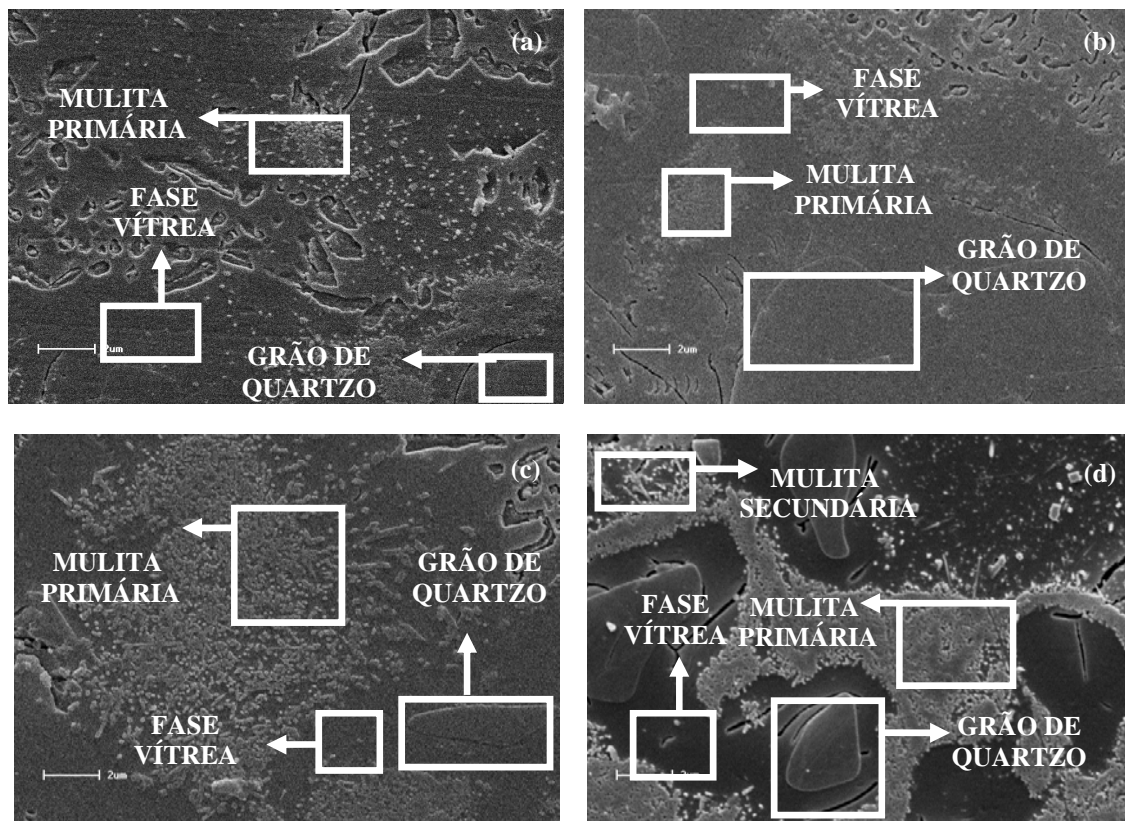 (a)
MULITA
PRIMÁRIA
FASE
VÍTREA
GRÃO DE
QUARTZO
2um
(b)
FASE
VÍTREA
MULITA
PRIMÁRIA
GRÃO DE
QUARTZO
2um
(c)
MULITA
PRIMÁRIA
GRÃO DE
QUARTZO
FASE
VÍTREA
2um
(d)
MULITA
SECUNDÁRIA
FASE
VÍTREA
MULITA
PRIMÁRIA
GRÃO DE
QUARTZO
2um